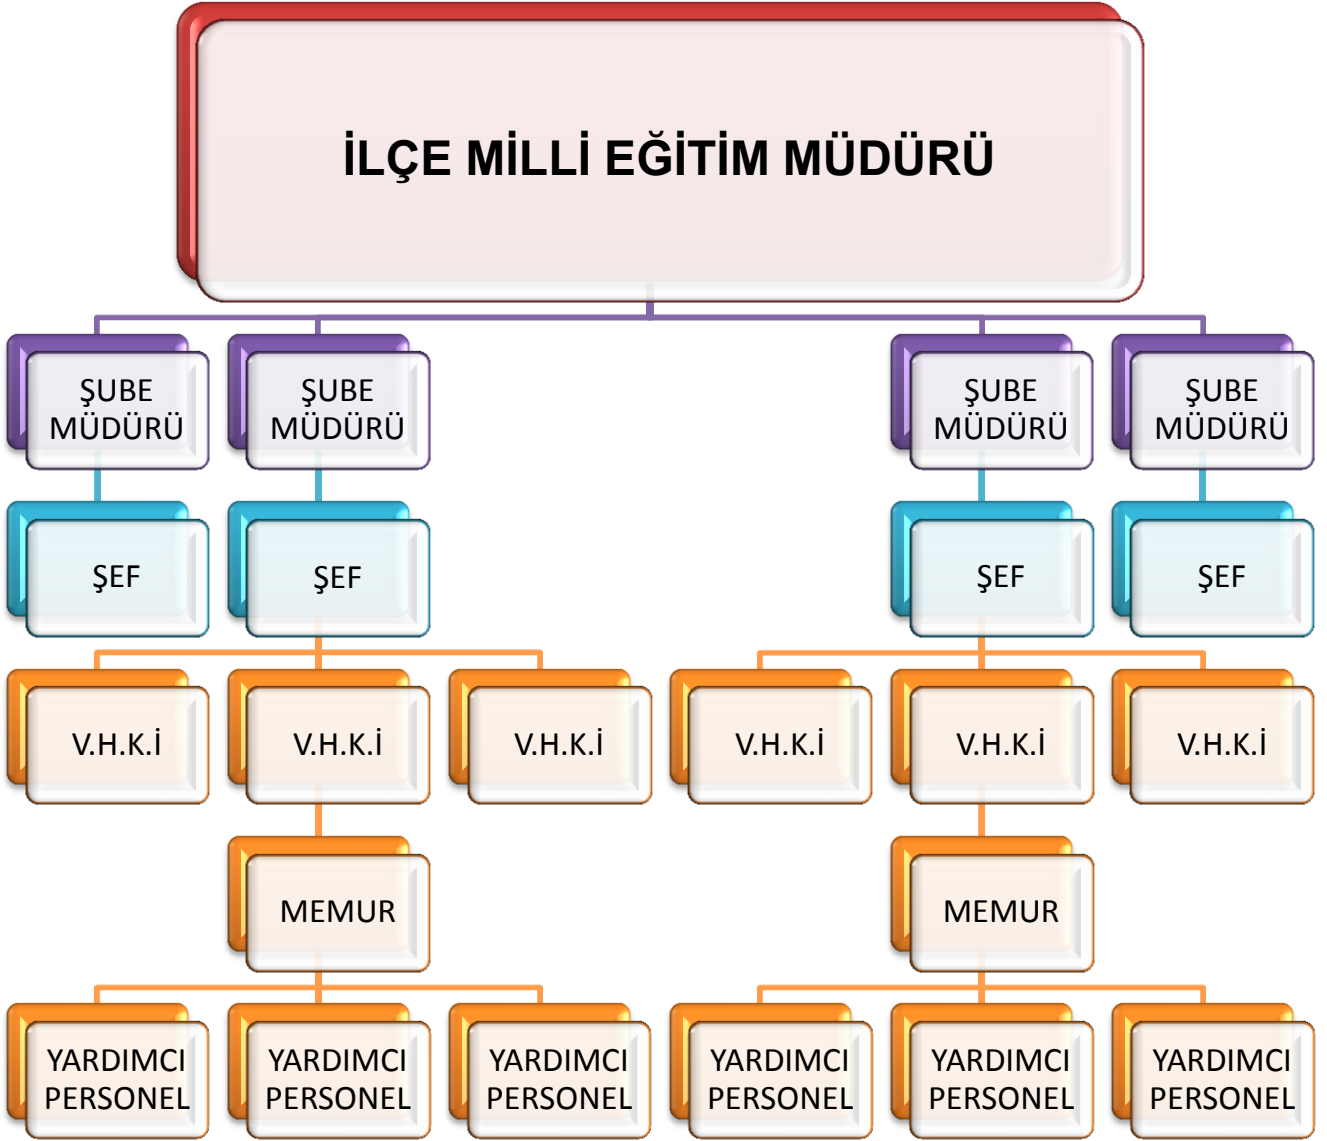 İLÇE MİLLİ EĞİTİM MÜDÜRÜ
ŞUBE
MÜDÜRÜ
ŞUBE
MÜDÜRÜ
ŞUBE
MÜDÜRÜ
ŞUBE
MÜDÜRÜ
ŞEF
ŞEF
ŞEF
ŞEF
V.H.K.İ
V.H.K.İ
V.H.K.İ
V.H.K.İ
V.H.K.İ
V.H.K.İ
MEMUR
MEMUR
YARDIMCI
PERSONEL
YARDIMCI
PERSONEL
YARDIMCI
PERSONEL
YARDIMCI
PERSONEL
YARDIMCI
PERSONEL
YARDIMCI
PERSONEL